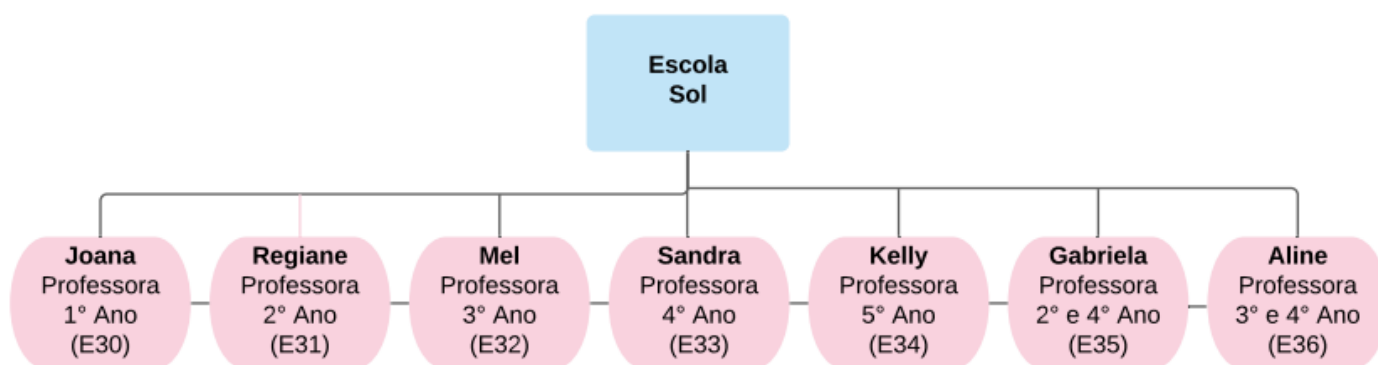 Escola
Sol
Joana
Professora
1° Ano
(E30)
Regiane
Professora
2° Ano
(E31)
Mel
Professora
3° Ano
(E32)
Sandra
Professora
4° Ano
(E33)
Kelly
Professora
5° Ano
(E34)
Gabriela
Professora
2° e 4° Ano
(E35)
Aline
Professora
3° e 4° Ano
(E36)